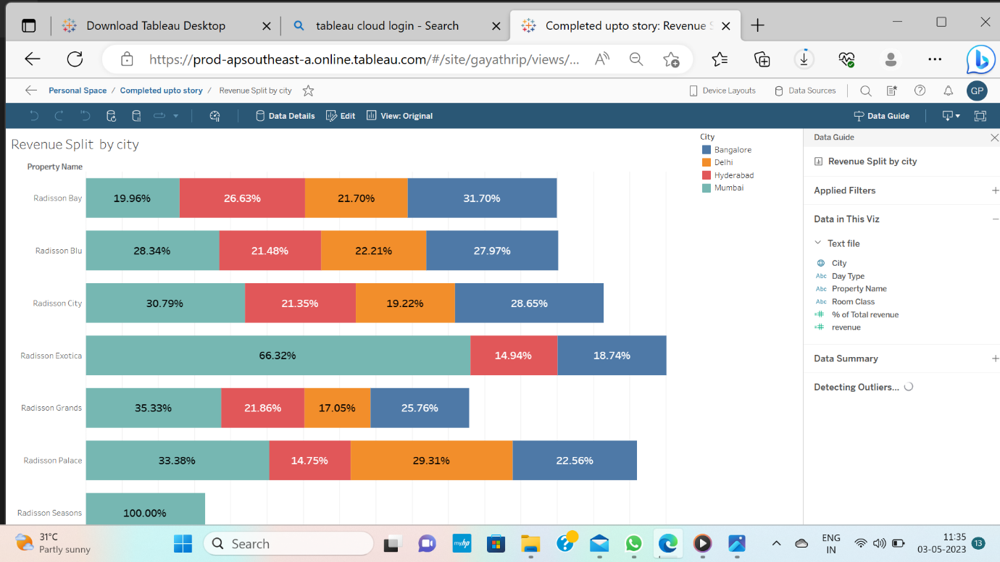 Download Tableau Desktop
tableau cloud login - Search
Completed upto story: Revenue S
https://prod-apsoutheast-a.online.tableau.com/#/site/gayathrip/views/...
Personal Space / Completed upto story / Revenue Split by city
Device Layouts
Data Sources
GP
Data Details
Edit
View: Original
Data Guide
Revenue Split by city
Property Name
Radisson Bay 19.96% 26.63% 21.70% 31.70%
Radisson Blu 28.34% 21.48% 22.21% 27.97%
Radisson City 30.79% 21.35% 19.22% 28.65%
Radisson Exotica 66.32% 14.94% 18.74%
Radisson Grands 35.33% 21.86% 17.05% 25.76%
Radisson Palace 33.38% 14.75% 29.31% 22.56%
Radisson Seasons 100.00%
City
Bangalore
Delhi
Hyderabad
Mumbai
Data Guide
Revenue Split by city
Applied Filters
Data in This Viz
Text file
City
Abc Day Type
Abc Property Name
Abc Room Class
=# % of Total revenue
=# revenue
Data Summary
Detecting Outliers...
31°C
Partly sunny
Search
myhp
ENG
IN
11:35
03-05-2023
13